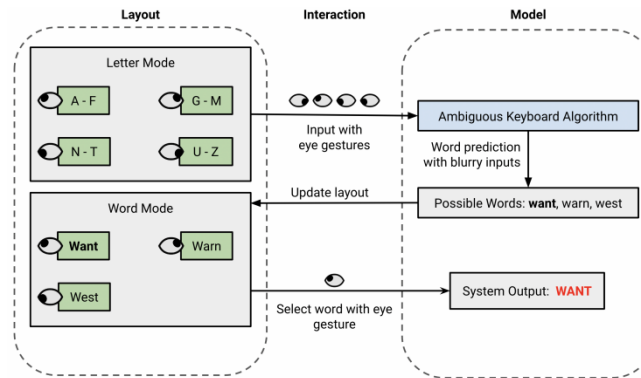 Layout
Interaction
Model
Letter Mode
A - F
G - M
N - T
U - Z
Input with
eye gestures
Ambiguous Keyboard Algorithm
Word prediction
with blurry inputs
Update layout
Possible Words: want, warn, west
Word Mode
Want
Warn
West
Select word with eye
gesture
System Output: WANT